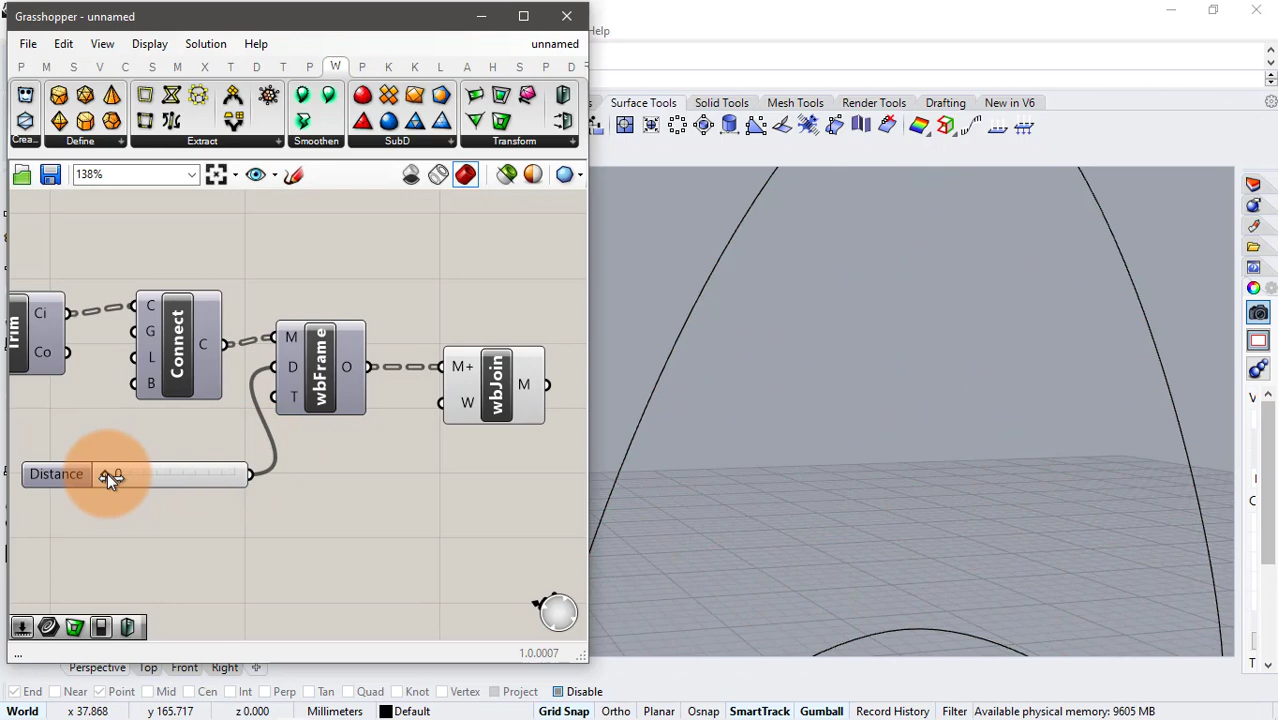 Grasshopper - unnamed
File Edit View Display Solution Help unnamed
Help
P M S V C S M X T D T P W P K K L A H S P D
Crea... Define Extract Smoothen SubD Transform
Surface Tools Solid Tools Mesh Tools Render Tools Drafting New in V6
138%
Trim
Ci
Co
Connect
C
G
L
B
C
wbFrame
M
D
T
O
wbJoin
M+
W
M
Distance
...
1.0.0007
V
C
T
Perspective Top Front Right
End Near Point Mid Cen Int Perp Tan Quad Knot Vertex Project Disable
World x 37.868 y 165.717 z 0.000 Millimeters Default Grid Snap Ortho Planar Osnap SmartTrack Gumball Record History Filter Available physical memory: 9605 MB